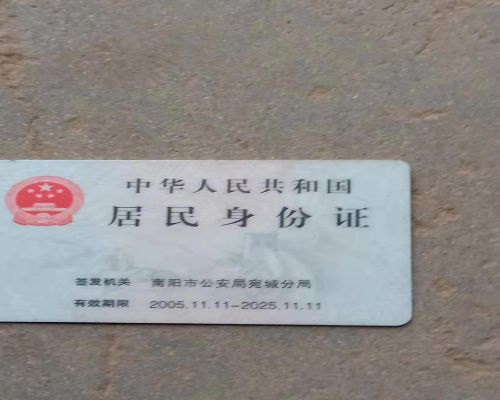 中华人民共和国
居民身份证
签发机关 南阳市公安局宛城分局
有效期限 2005.11.11-2025.11.11